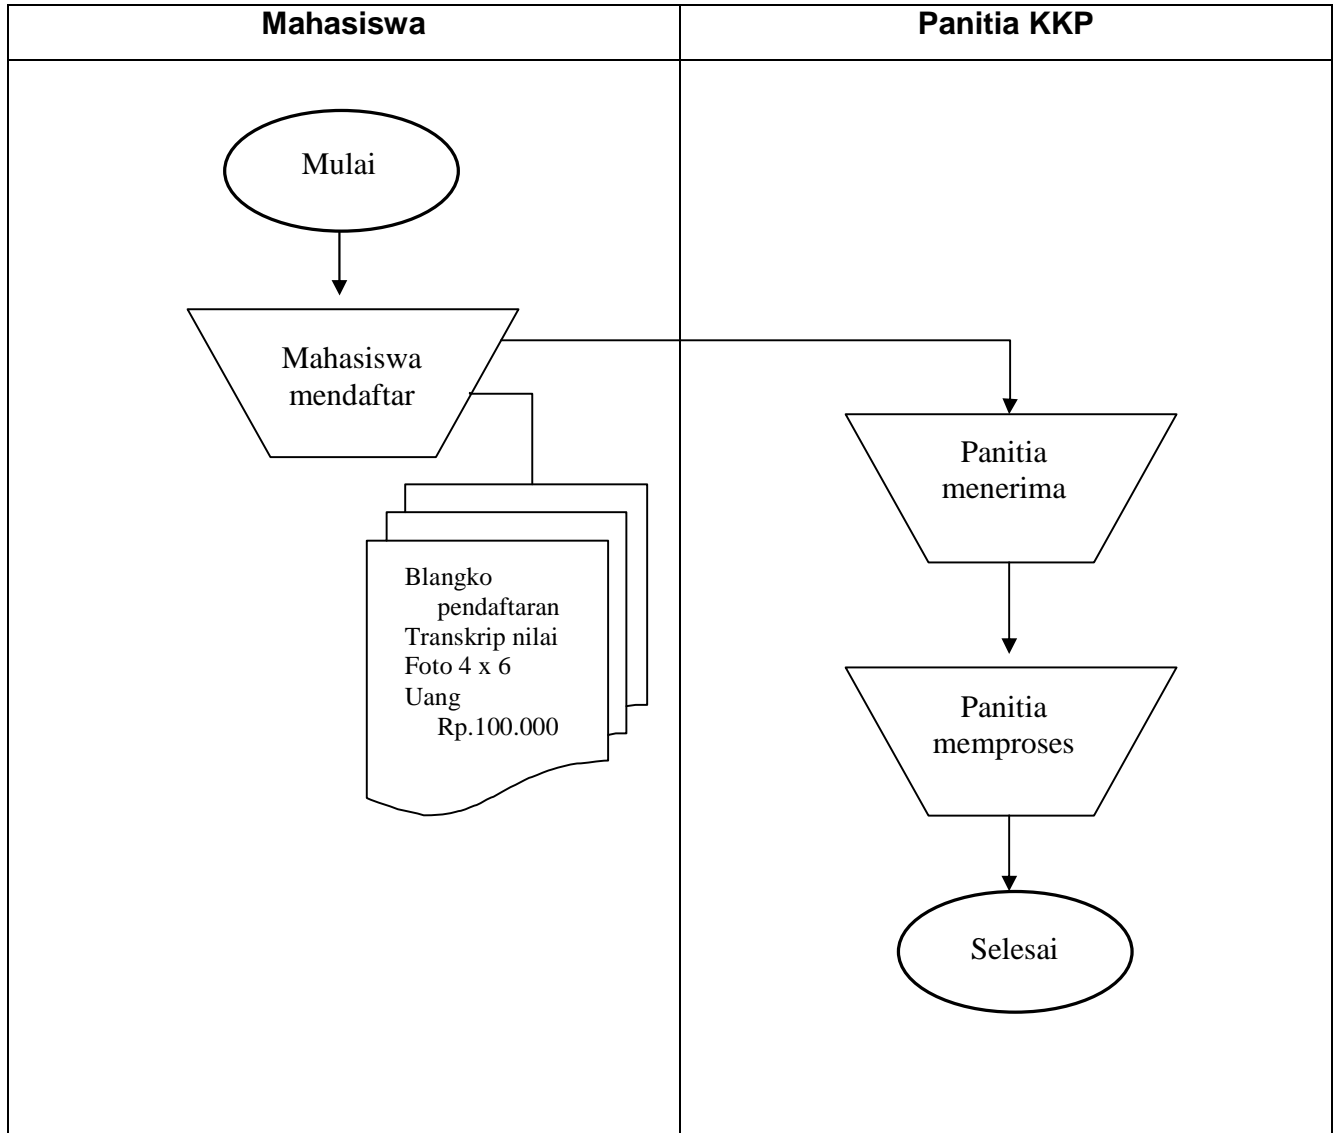 Mahasiswa
Panitia KKP
Mulai
Mahasiswa
mendaftar
Blangko
pendaftaran
Transkrip nilai
Foto 4 x 6
Uang
Rp.100.000
Panitia
menerima
Panitia
memproses
Selesai